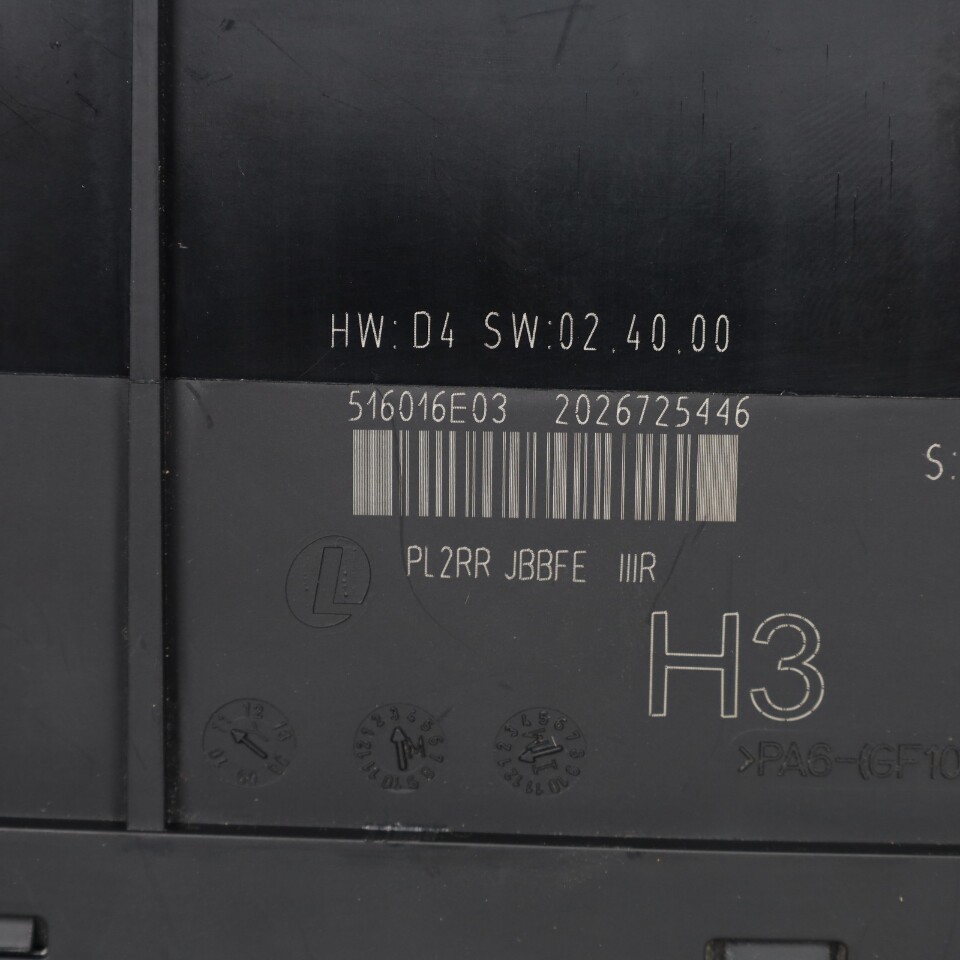 HW: D4 SW:02.40.00
516016E03 2026725446
S:
PL2RR JBBFE IIIR
L
H3
>PA6-(GF10